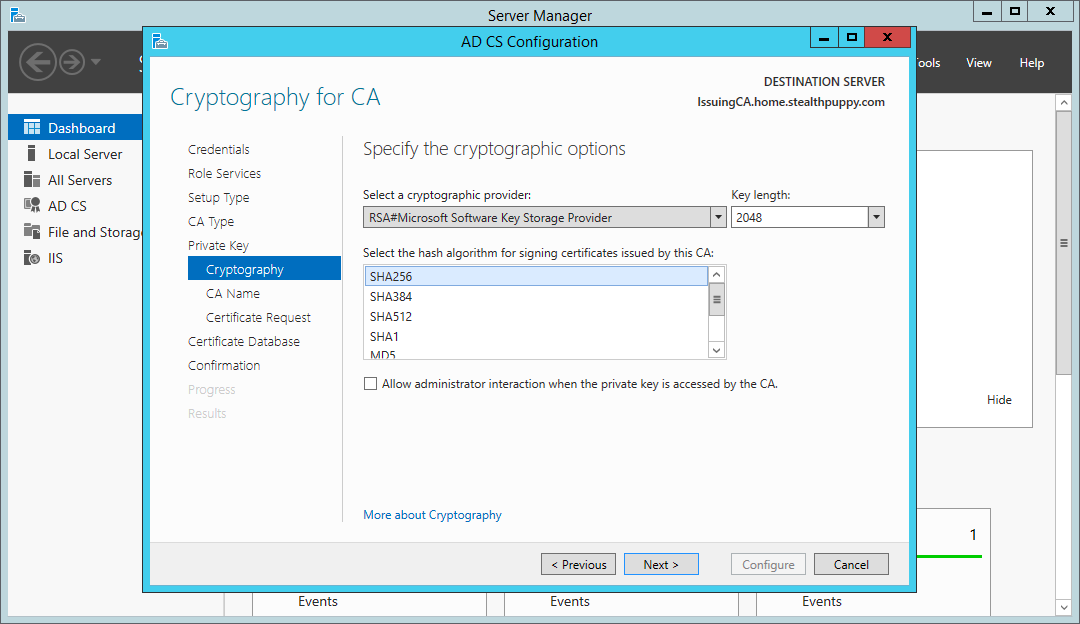 Server Manager
AD CS Configuration
Tools View Help
Cryptography for CA
DESTINATION SERVER
IssuingCA.home.stealthpuppy.com
Dashboard
Local Server
All Servers
AD CS
File and Storag
IIS
Credentials
Role Services
Setup Type
CA Type
Private Key
Cryptography
CA Name
Certificate Request
Certificate Database
Confirmation
Progress
Results
Specify the cryptographic options
Select a cryptographic provider:
Key length:
RSA#Microsoft Software Key Storage Provider
2048
Select the hash algorithm for signing certificates issued by this CA:
SHA256
SHA384
SHA512
SHA1
MD5
Allow administrator interaction when the private key is accessed by the CA.
More about Cryptography
Hide
1
< Previous
Next >
Configure
Cancel
Events
Events
Events